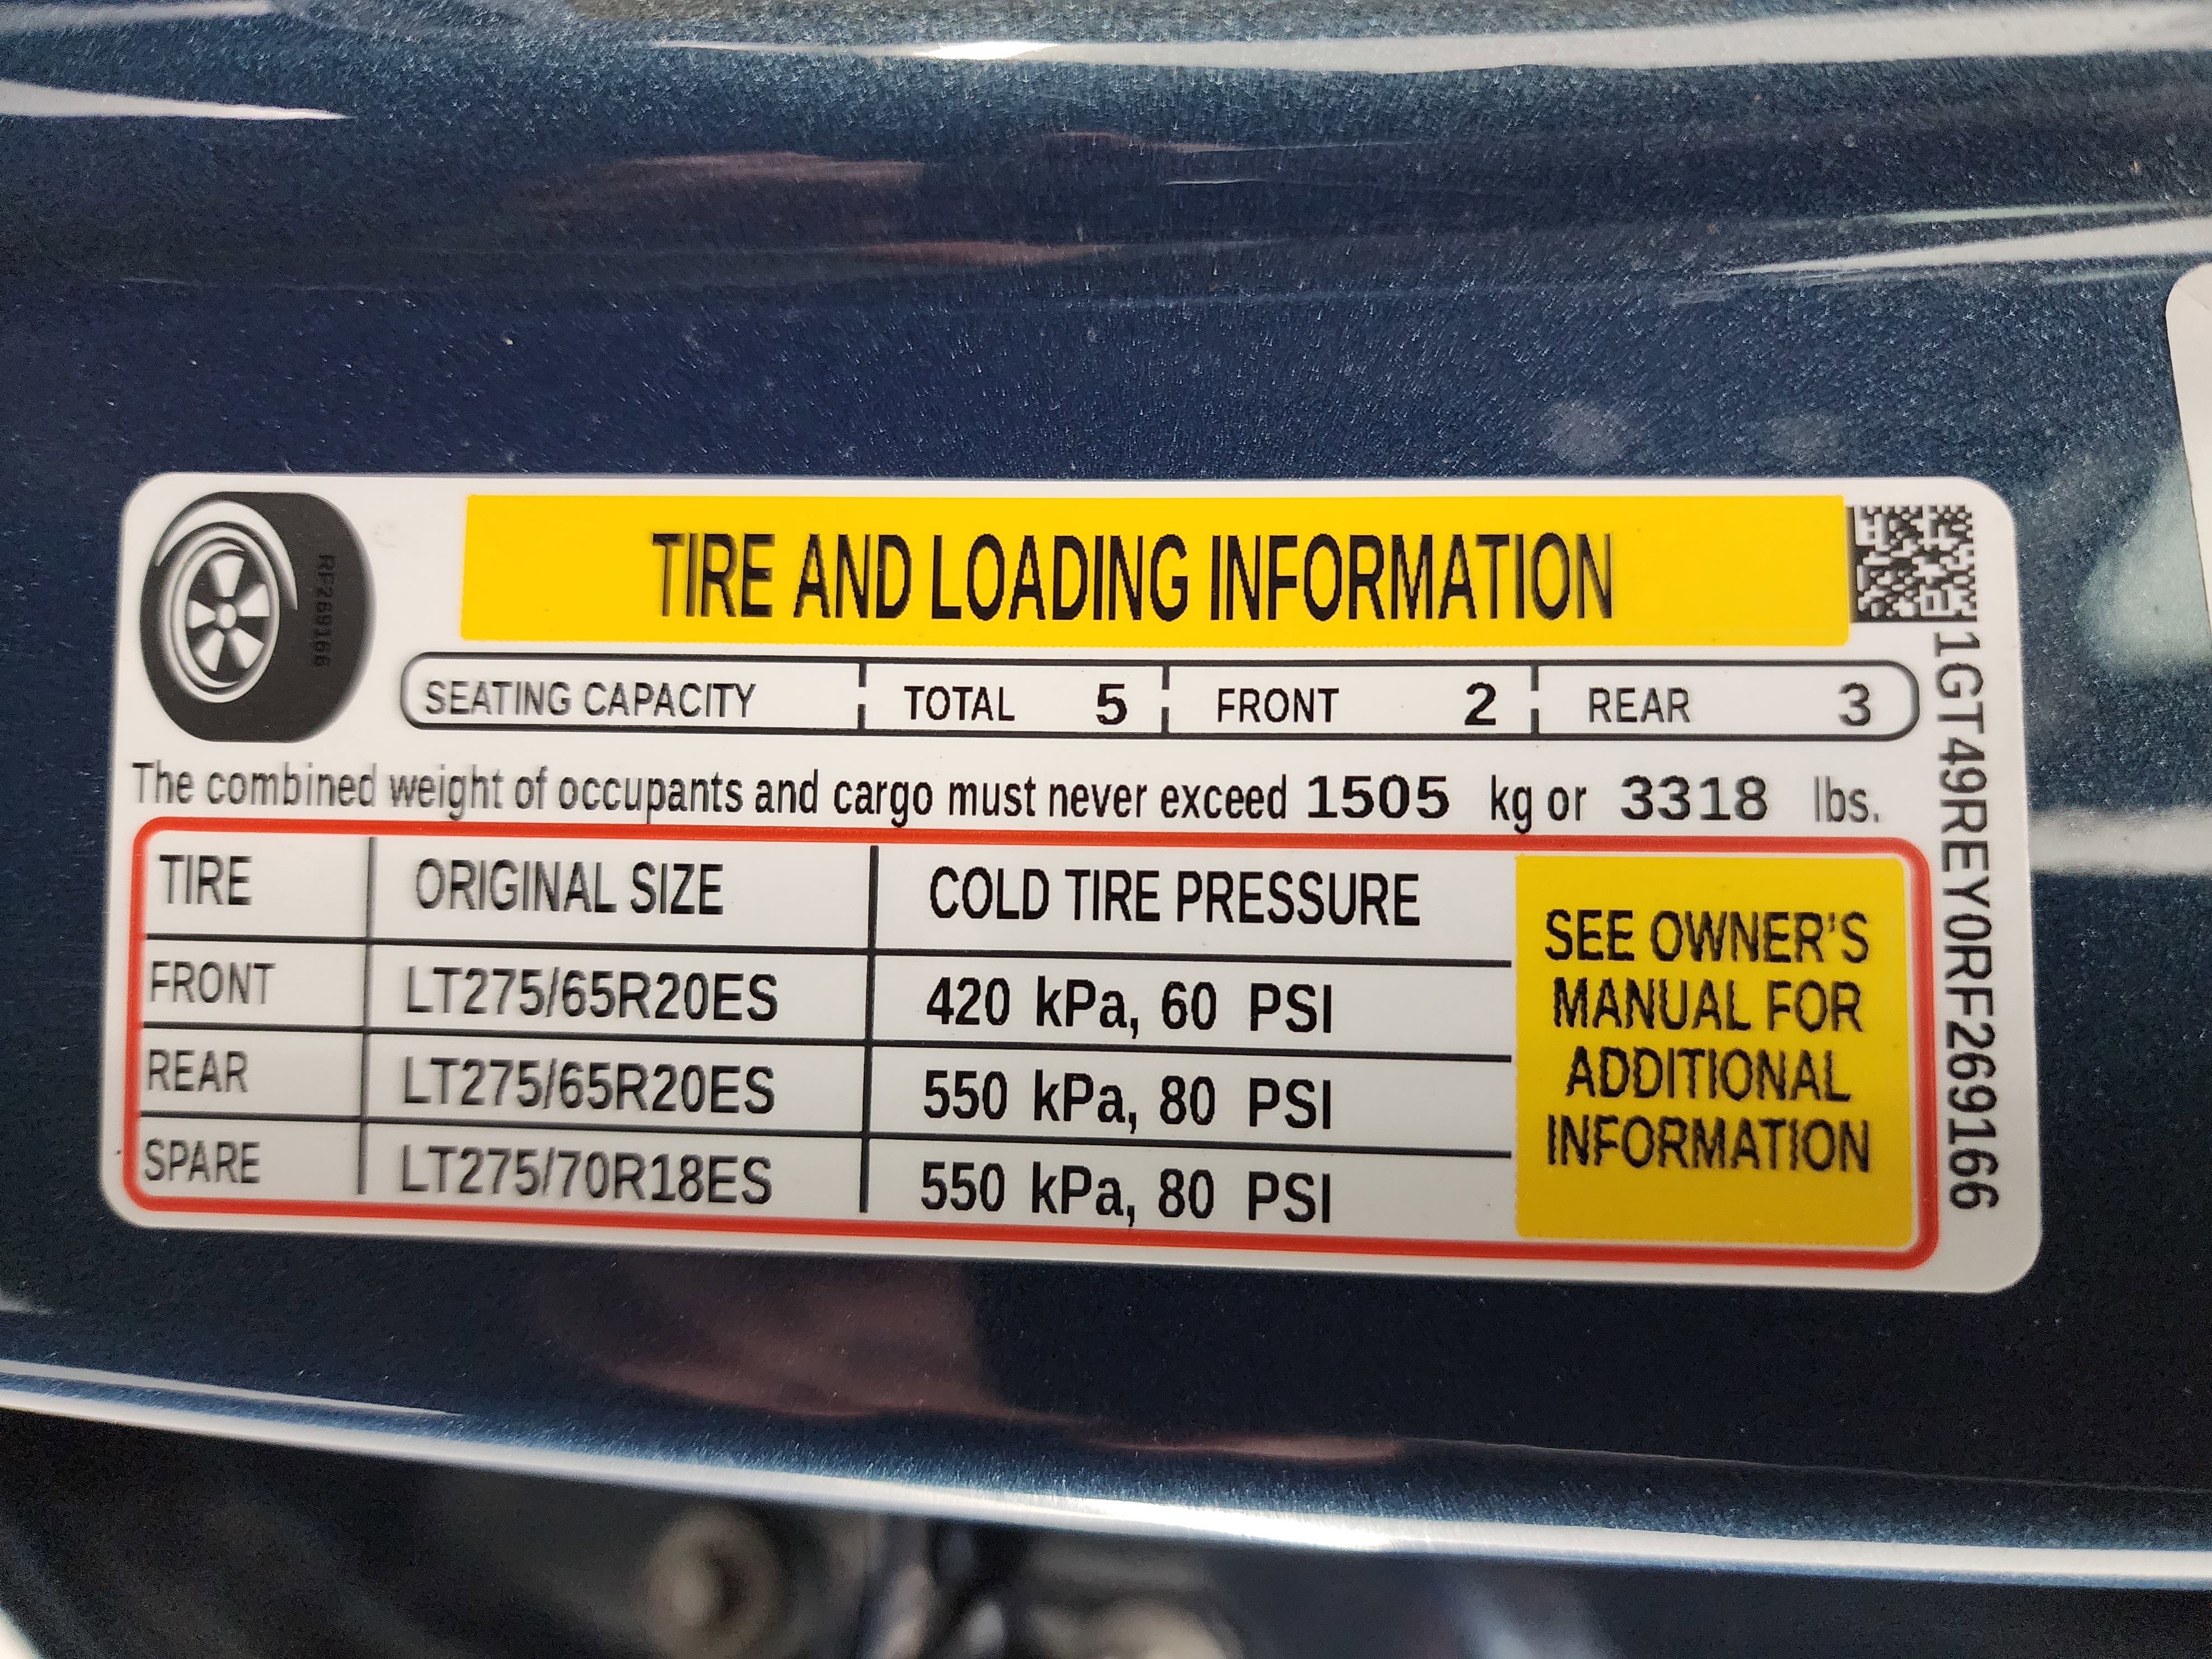 TIRE AND LOADING INFORMATION
RF269166
SEATING CAPACITY TOTAL 5 FRONT 2 REAR 3
The combined weight of occupants and cargo must never exceed 1505 kg or 3318 lbs.
TIRE ORIGINAL SIZE COLD TIRE PRESSURE
FRONT LT275/65R20ES 420 kPa, 60 PSI
REAR LT275/65R20ES 550 kPa, 80 PSI
SPARE LT275/70R18ES 550 kPa, 80 PSI
SEE OWNER'S
MANUAL FOR
ADDITIONAL
INFORMATION
1GT49REY0RF269166